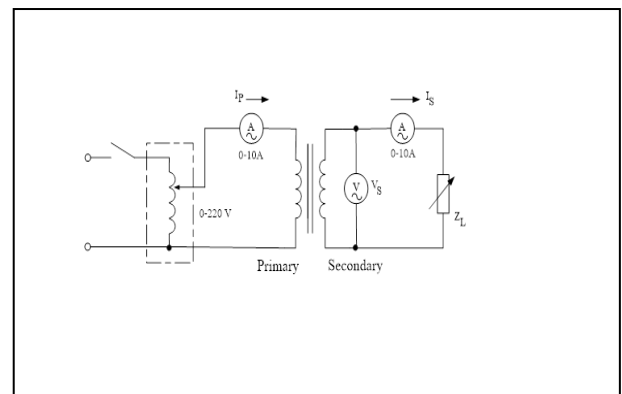 IP
IS
A
0-10A
A
0-10A
V
VS
0-220 V
ZL
Primary
Secondary